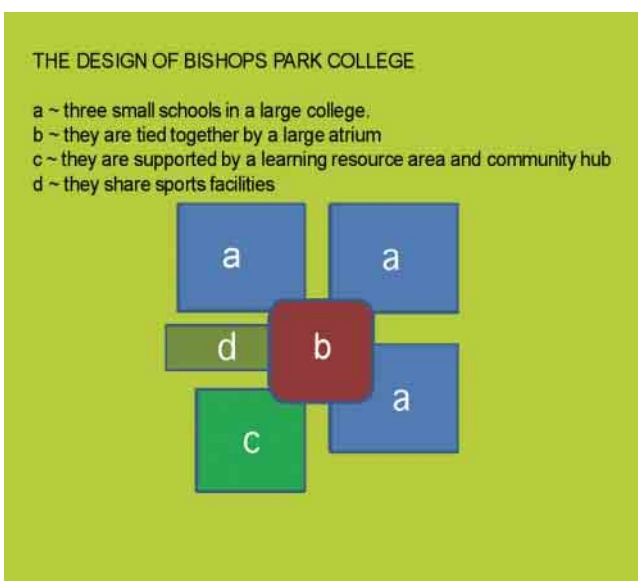 THE DESIGN OF BISHOPS PARK COLLEGE
a ~ three small schools in a large college.
b ~ they are tied together by a large atrium
c ~ they are supported by a learning resource area and community hub
d ~ they share sports facilities
a
a
d
b
a
c